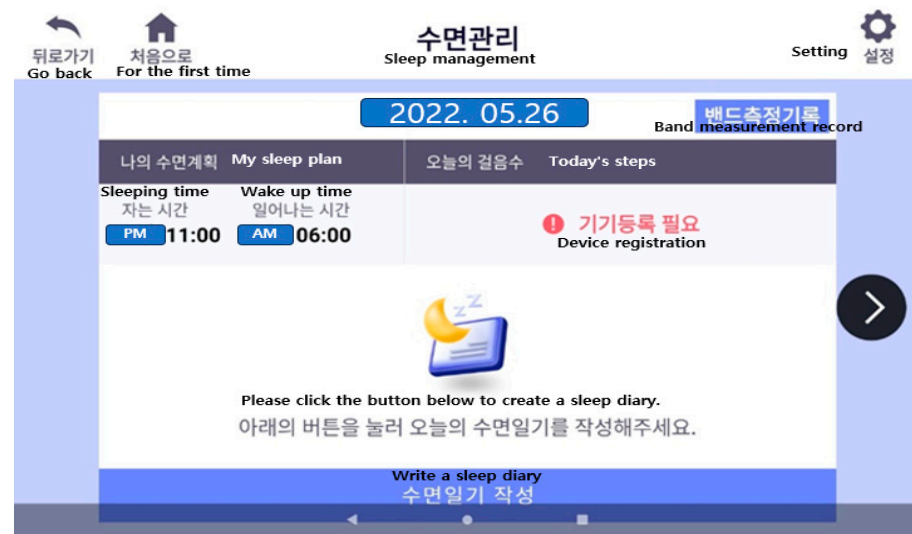 뒤로가기
Go back
처음으로
For the first time
수면관리
Sleep management
Setting
설정
2022. 05.26
밴드측정기록
Band measurement record
나의 수면계획 My sleep plan
오늘의 걸음수 Today's steps
Sleeping time
자는 시간
PM 11:00
Wake up time
일어나는 시간
AM 06:00
기기등록 필요
Device registration
zZ
Please click the button below to create a sleep diary.
아래의 버튼을 눌러 오늘의 수면일기를 작성해주세요.
Write a sleep diary
수면일기 작성